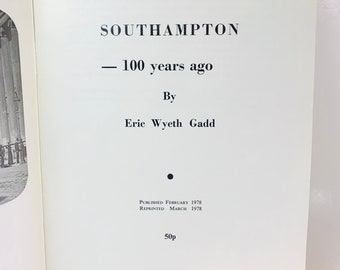 SOUTHAMPTON
— 100 years ago
By
Eric Wyeth Gadd
Published February 1978
Reprinted March 1978
50p